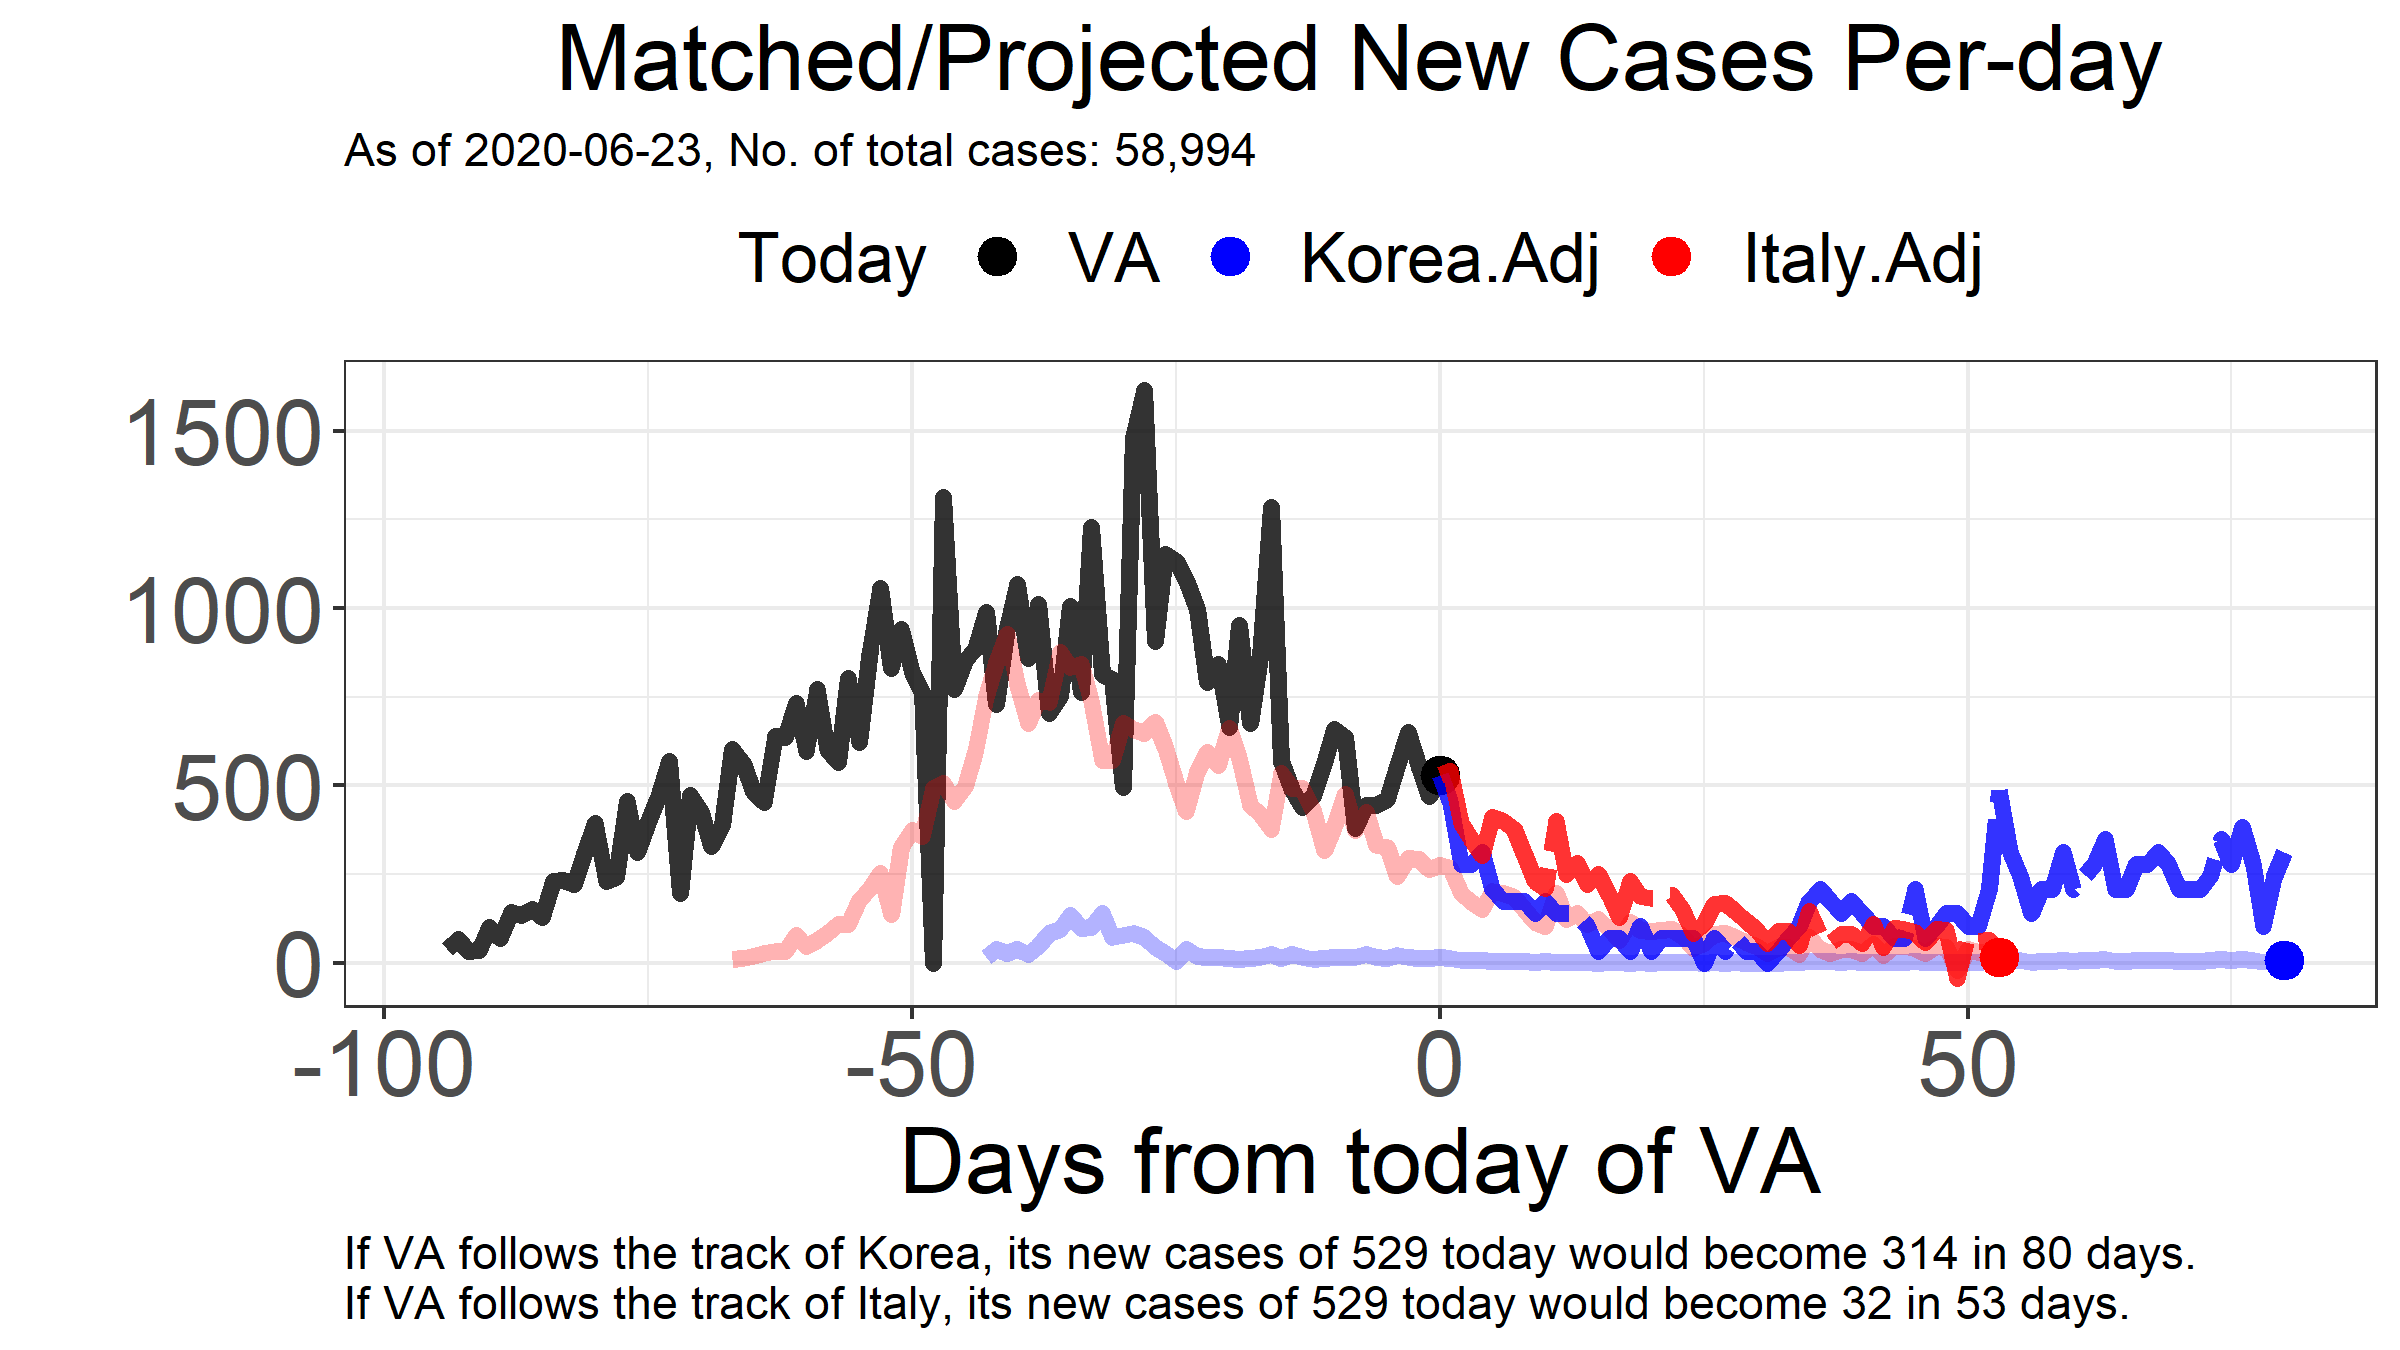 Matched/Projected New Cases Per-day
As of 2020-06-23, No. of total cases: 58,994
Today VA Korea.Adj Italy.Adj
1500
1000
500
0
-100 -50 0 50
Days from today of VA
If VA follows the track of Korea, its new cases of 529 today would become 314 in 80 days.
If VA follows the track of Italy, its new cases of 529 today would become 32 in 53 days.